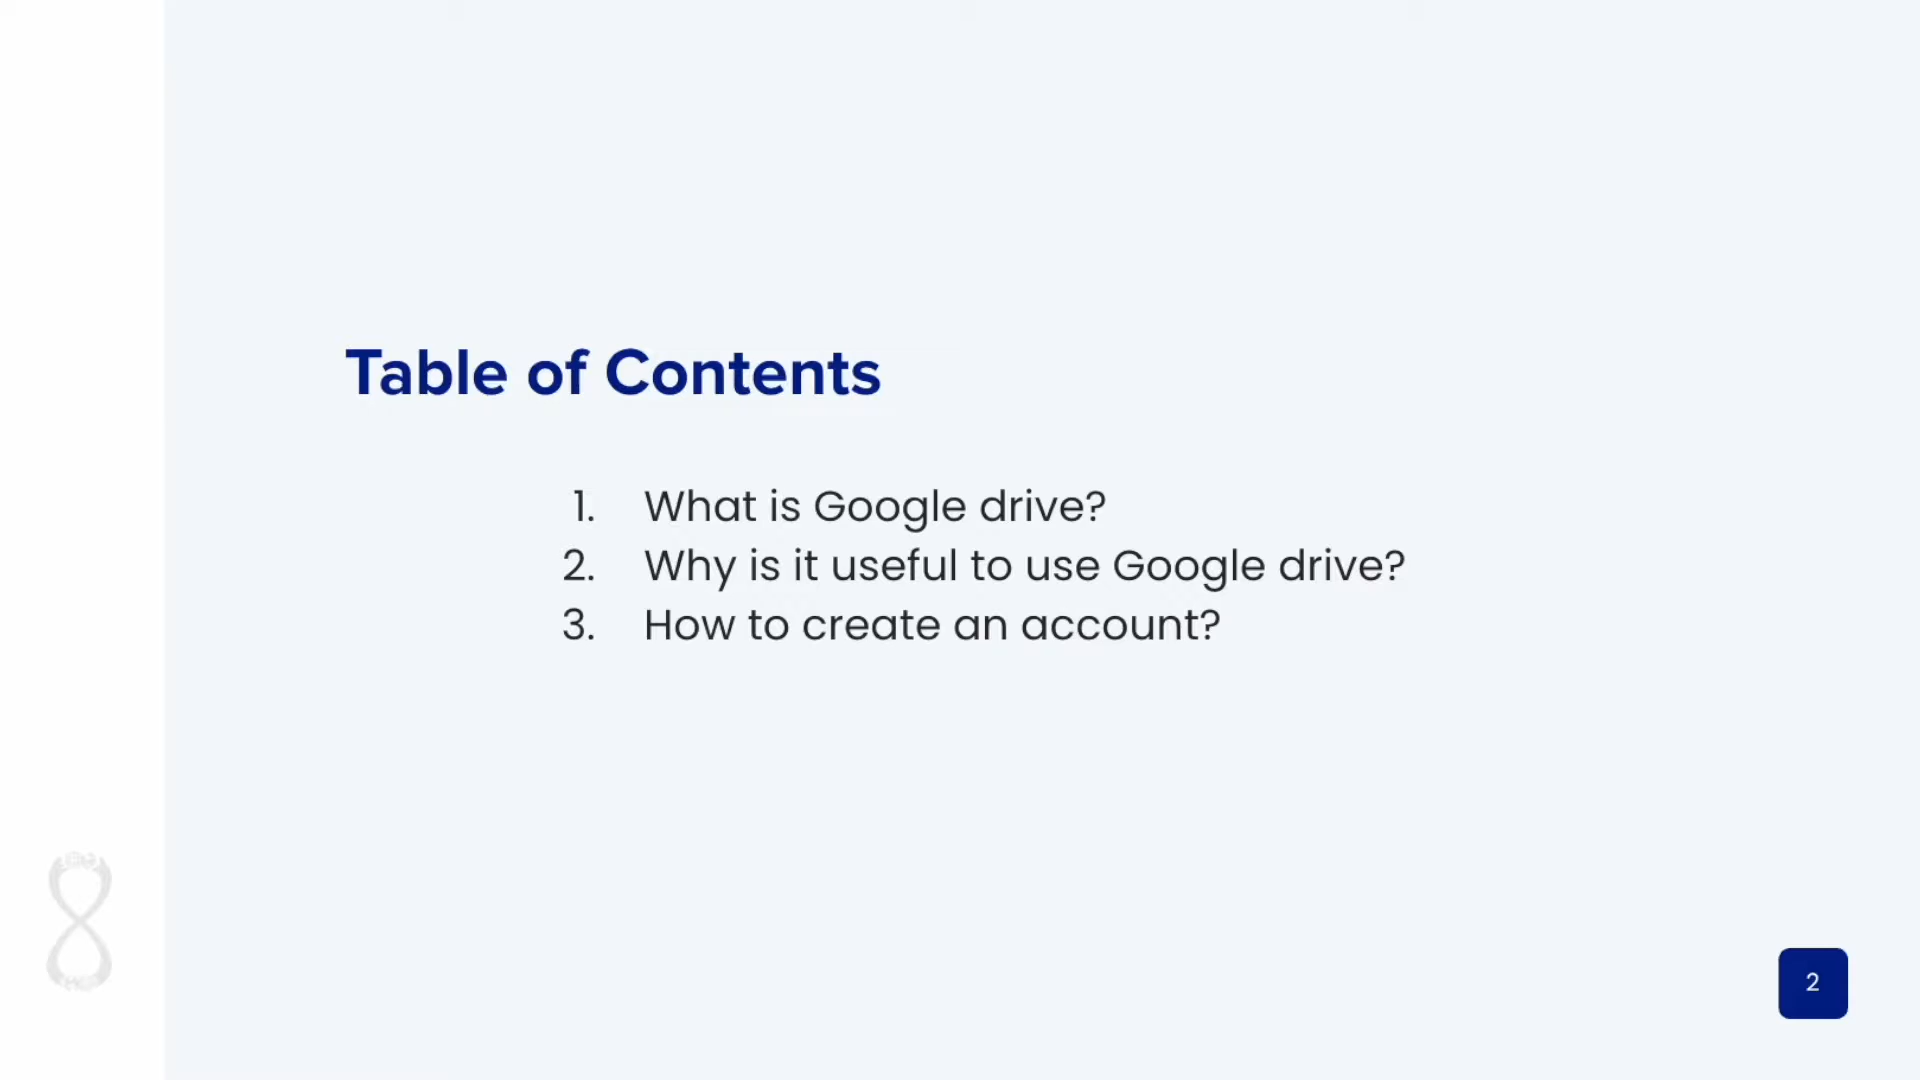 Table of Contents
1. What is Google drive?
2. Why is it useful to use Google drive?
3. How to create an account?
2